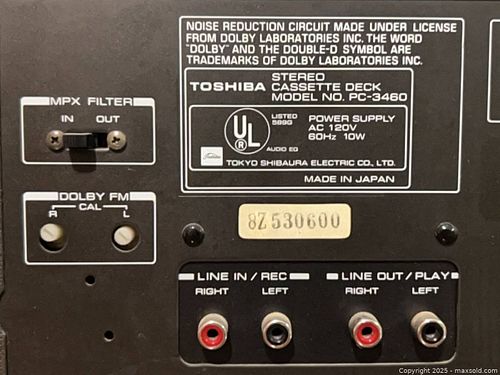 NOISE REDUCTION CIRCUIT MADE UNDER LICENSE
FROM DOLBY LABORATORIES INC. THE WORD
"DOLBY" AND THE DOUBLE-D SYMBOL ARE
TRADEMARKS OF DOLBY LABORATORIES INC.
STEREO
TOSHIBA CASSETTE DECK
MODEL NO. PC-3460
UL
®
LISTED
589G
AUDIO EQ
POWER SUPPLY
AC 120V
60Hz 10W
TOKYO SHIBAURA ELECTRIC CO., LTD.
MADE IN JAPAN
MPX FILTER
IN OUT
DOLBY FM
CAL
R L
8Z530600
LINE IN / REC
RIGHT LEFT
LINE OUT / PLAY
RIGHT LEFT
Copyright 2025 - maxsold.com